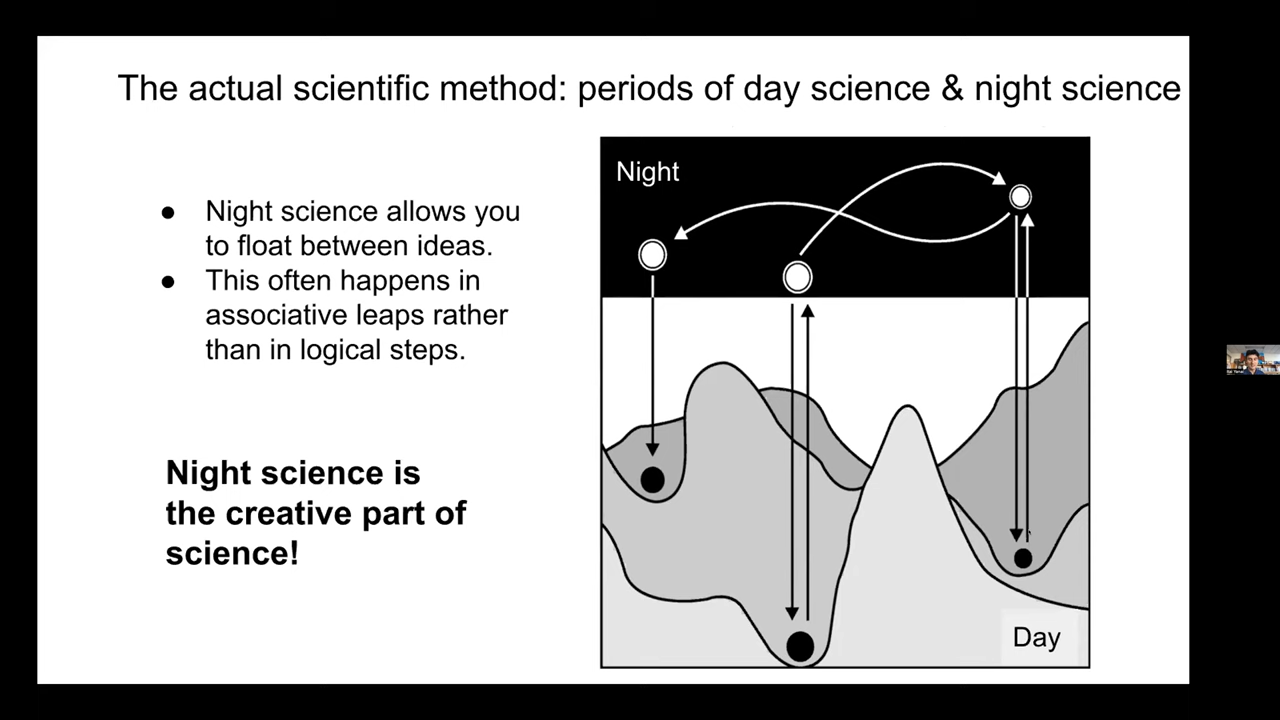 The actual scientific method: periods of day science & night science
● Night science allows you
to float between ideas.
● This often happens in
associative leaps rather
than in logical steps.
Night science is
the creative part of
science!
Night
Day